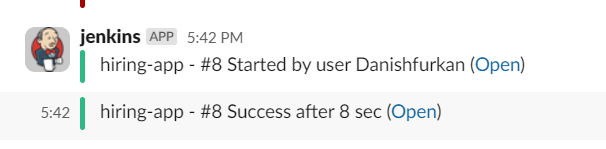 jenkins APP 5:42 PM
hiring-app - #8 Started by user Danishfurkan (Open)
5:42 hiring-app - #8 Success after 8 sec (Open)